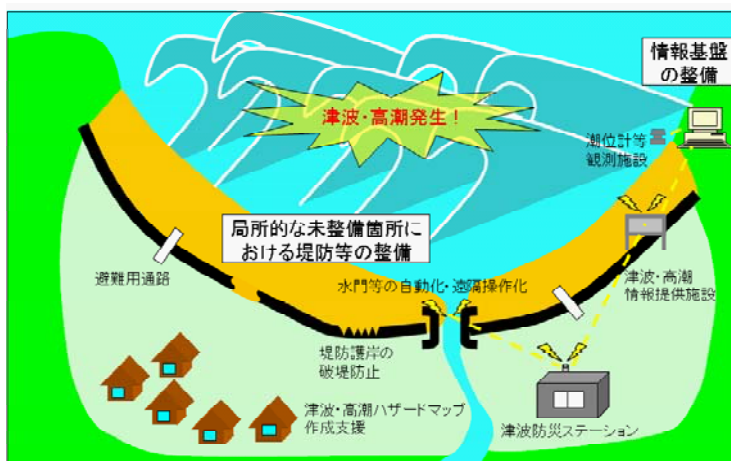 情報基盤
の整備
津波・高潮発生！
潮位計等
観測施設
局所的な未整備箇所に
おける堤防等の整備
避難用通路
水門等の自動化・遠隔操作化
津波・高潮
情報提供施設
堤防護岸の
破堤防止
津波・高潮ハザードマップ
作成支援
津波防災ステーション